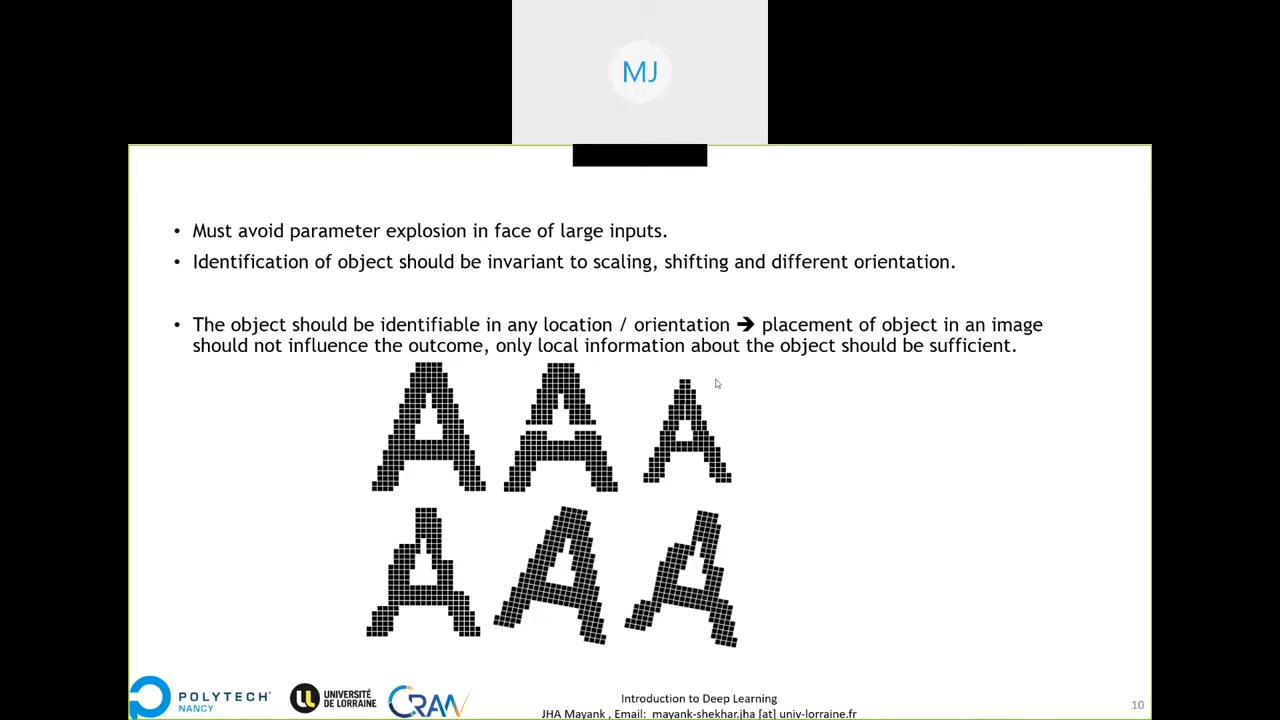 MJ
• Must avoid parameter explosion in face of large inputs.
• Identification of object should be invariant to scaling, shifting and different orientation.
• The object should be identifiable in any location / orientation ➔ placement of object in an image
should not influence the outcome, only local information about the object should be sufficient.
A A A
A A A
POLYTECH
NANCY
UNIVERSITÉ
DE LORRAINE
CRAN
Introduction to Deep Learning
JHA Mayank , Email: mayank-shekhar.jha [at] univ-lorraine.fr
10